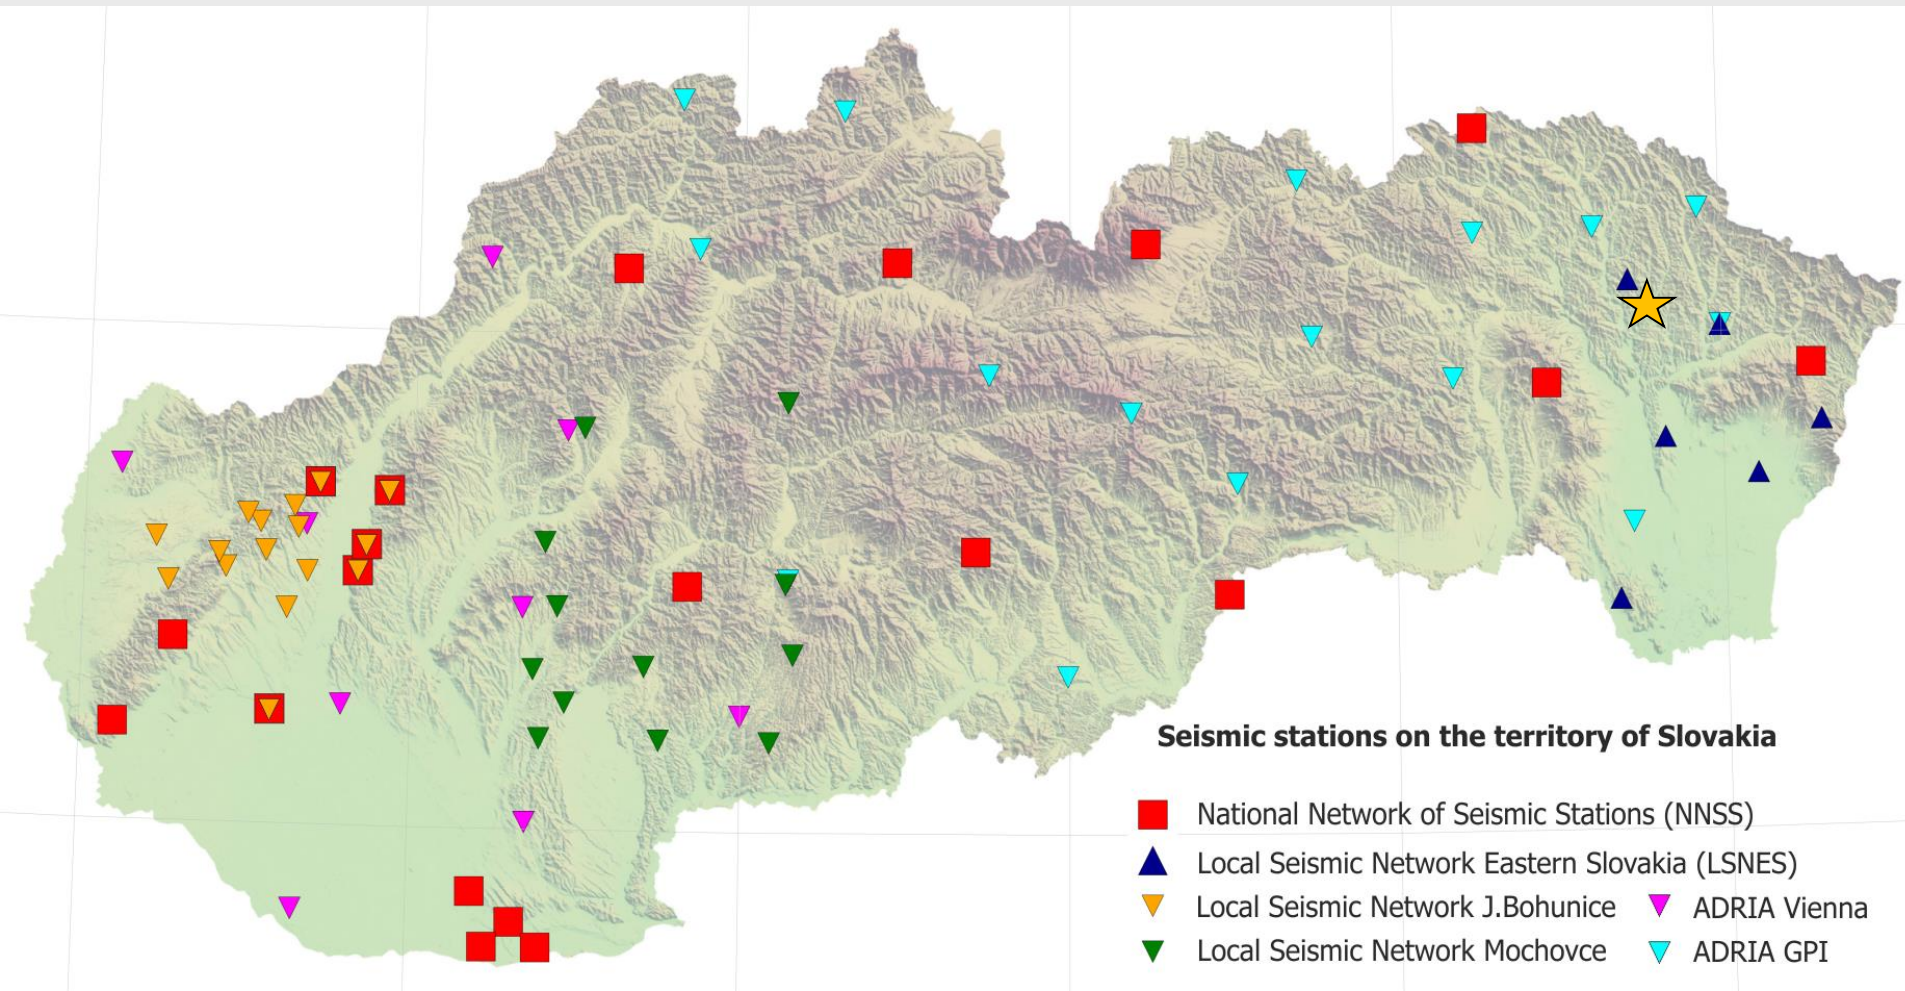 Seismic stations on the territory of Slovakia
National Network of Seismic Stations (NNSS)
Local Seismic Network Eastern Slovakia (LSNES)
Local Seismic Network J.Bohunice
ADRIA Vienna
Local Seismic Network Mochovce
ADRIA GPI